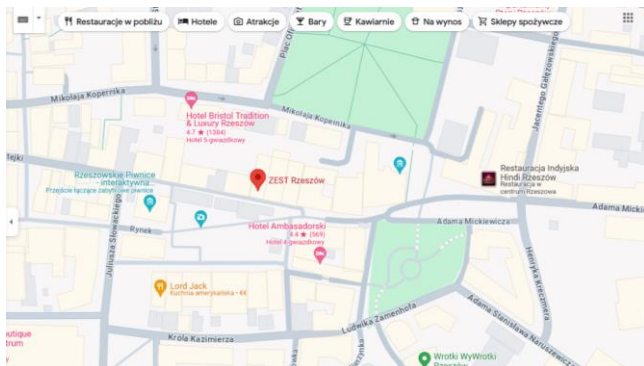 Restauracje w pobliżu
Hotele
Atrakcje
Bary
Kawiarnie
Na wynos
Sklepy spożywcze
Mikołaja Kopernika
Hotel Bristol Tradition
& Luxury Rzeszów
4.7 ★ (1384)
Hotel 5-gwiazdkowy
Mikołaja Kopernika
Jacentego Gałęzowskiego
Rzeszowskie Piwnice
- interaktywna...
Przejście łączące zabytkowe piwnice
ZEST Rzeszów
Restauracja Indyjska
Hindi Rzeszów
Restauracja w
centrum Rzeszowa
Juliusza Słowackiego
Rynek
Hotel Ambasadorski
4.4 ★ (569)
Hotel 4-gwiazdkowy
Adama Mickiewicza
Adama Micki
Lord Jack
Kuchnia amerykańska • €€
Henryka Kreczmera
Króla Kazimierza
Ludwika Zamenhofa
Adama Stanisława Naruszewicza
Wrotki WyWrotki
Rzeszów